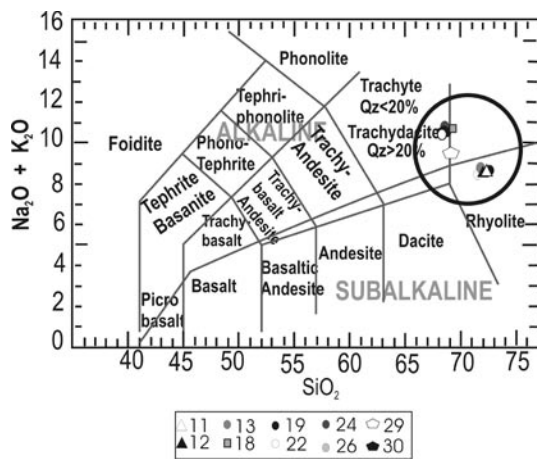 16
14
12
10
8
6
4
2
0
Na₂O + K₂O
Phonolite
Trachyte
Qz<20%
Tephri-
phonolite
ALKALINE
Trachydacite
Qz>20%
Foidite
Phono-
Tephrite
Trachy-
Andesite
Tephrite
Basanite
Trachy-
basalt
Andesite
Trachy-
basalt
Rhyolite
Dacite
Andesite
Basaltic
Andesite
Basalt
SUBALKALINE
Picro
basalt
40 45 50 55 60 65 70 75
SiO₂
11 13 19 24 29
12 18 22 26 30